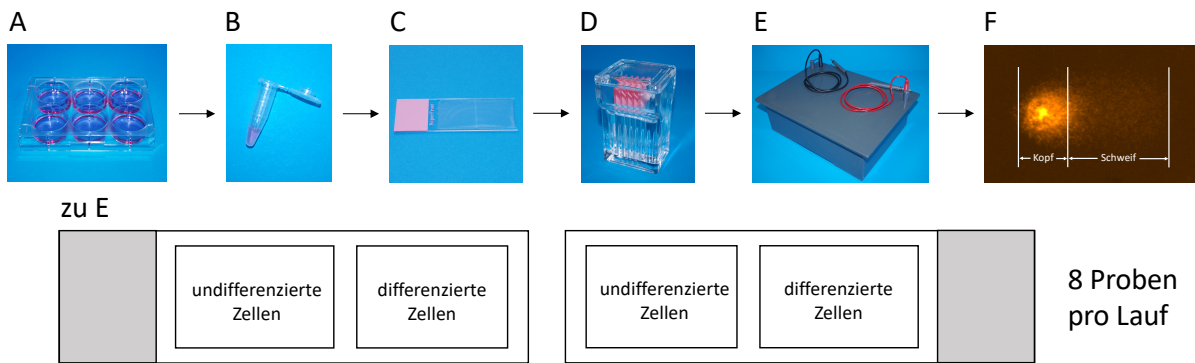 A
B
C
D
E
F
Kopf
Schweif
zu E
undifferenzierte
Zellen
differenzierte
Zellen
undifferenzierte
Zellen
differenzierte
Zellen
8 Proben
pro Lauf